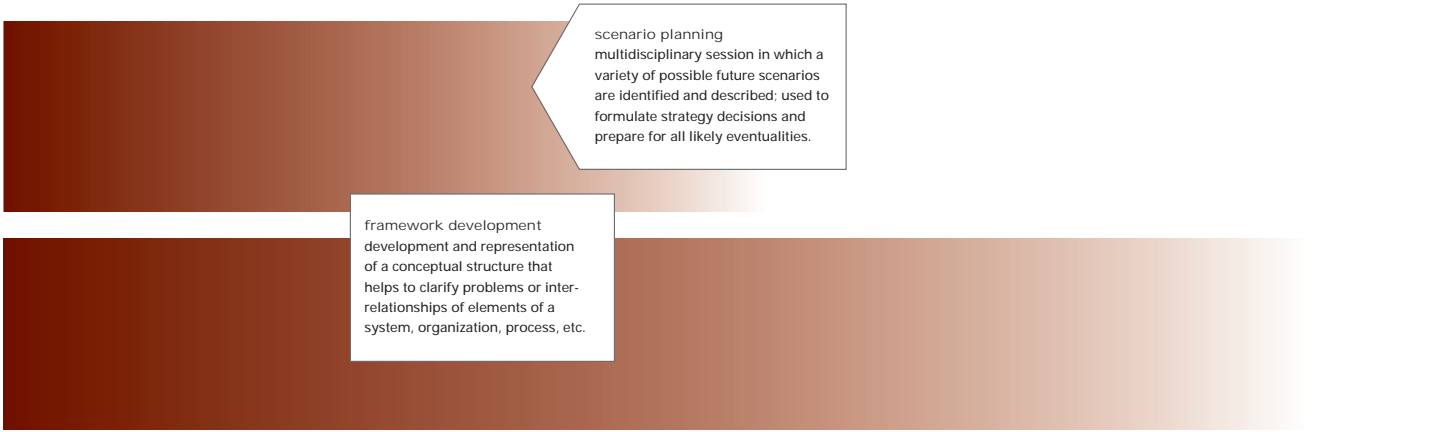 scenario planning
multidisciplinary session in which a
variety of possible future scenarios
are identified and described; used to
formulate strategy decisions and
prepare for all likely eventualities.
framework development
development and representation
of a conceptual structure that
helps to clarify problems or inter-
relationships of elements of a
system, organization, process, etc.